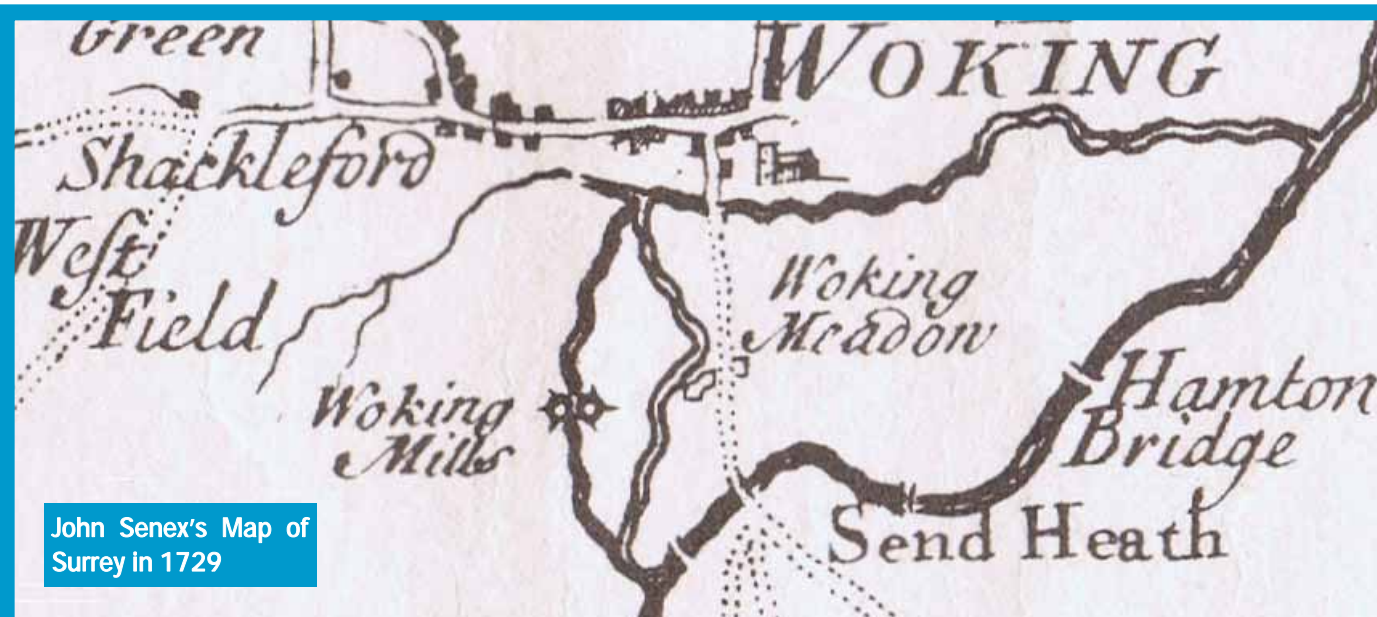 Green
WOKING
Shackleford
Weſt
Field
Woking
Meadow
Woking
Mills
Hamton
Bridge
Send Heath
John Senex's Map of
Surrey in 1729